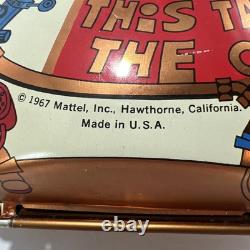 THiS T
THE
© 1967 Mattel, Inc., Hawthorne, California.
Made in U.S.A.
ebay